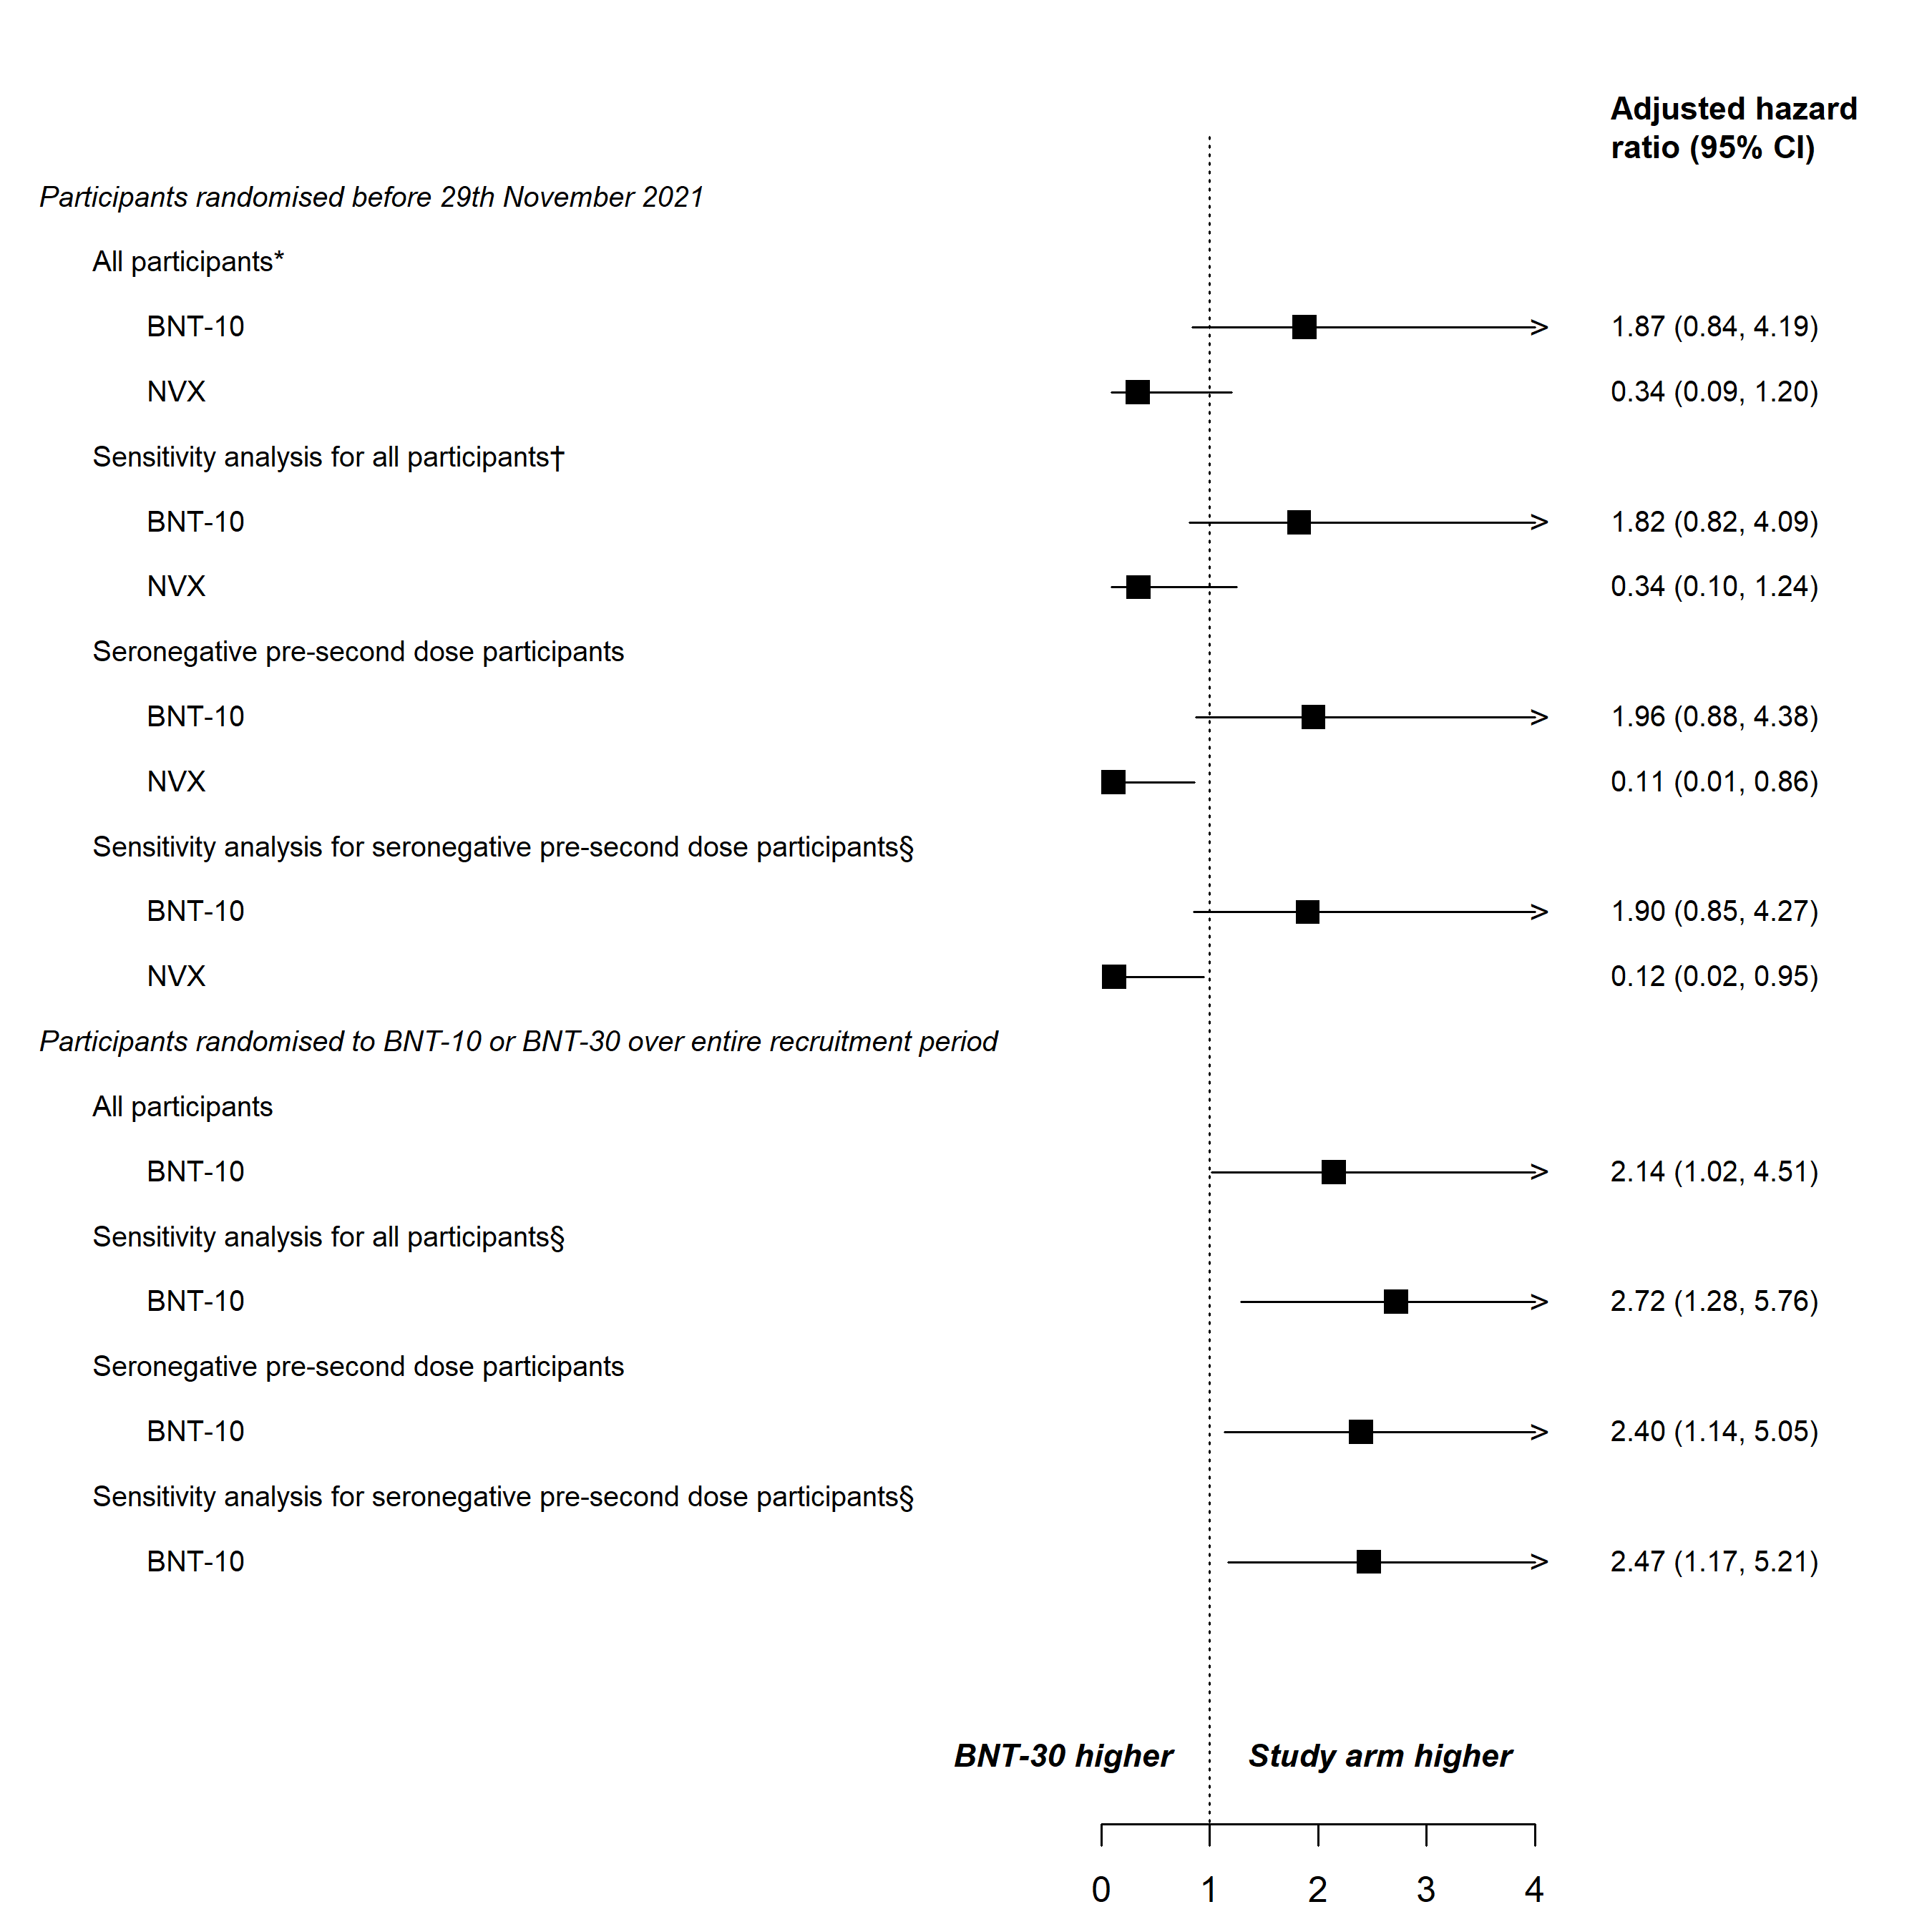 Adjusted hazard
ratio (95% CI)
Participants randomised before 29th November 2021
All participants*
BNT-10 1.87 (0.84, 4.19)
NVX 0.34 (0.09, 1.20)
Sensitivity analysis for all participants†
BNT-10 1.82 (0.82, 4.09)
NVX 0.34 (0.10, 1.24)
Seronegative pre-second dose participants
BNT-10 1.96 (0.88, 4.38)
NVX 0.11 (0.01, 0.86)
Sensitivity analysis for seronegative pre-second dose participants§
BNT-10 1.90 (0.85, 4.27)
NVX 0.12 (0.02, 0.95)
Participants randomised to BNT-10 or BNT-30 over entire recruitment period
All participants
BNT-10 2.14 (1.02, 4.51)
Sensitivity analysis for all participants§
BNT-10 2.72 (1.28, 5.76)
Seronegative pre-second dose participants
BNT-10 2.40 (1.14, 5.05)
Sensitivity analysis for seronegative pre-second dose participants§
BNT-10 2.47 (1.17, 5.21)
BNT-30 higher Study arm higher
0 1 2 3 4